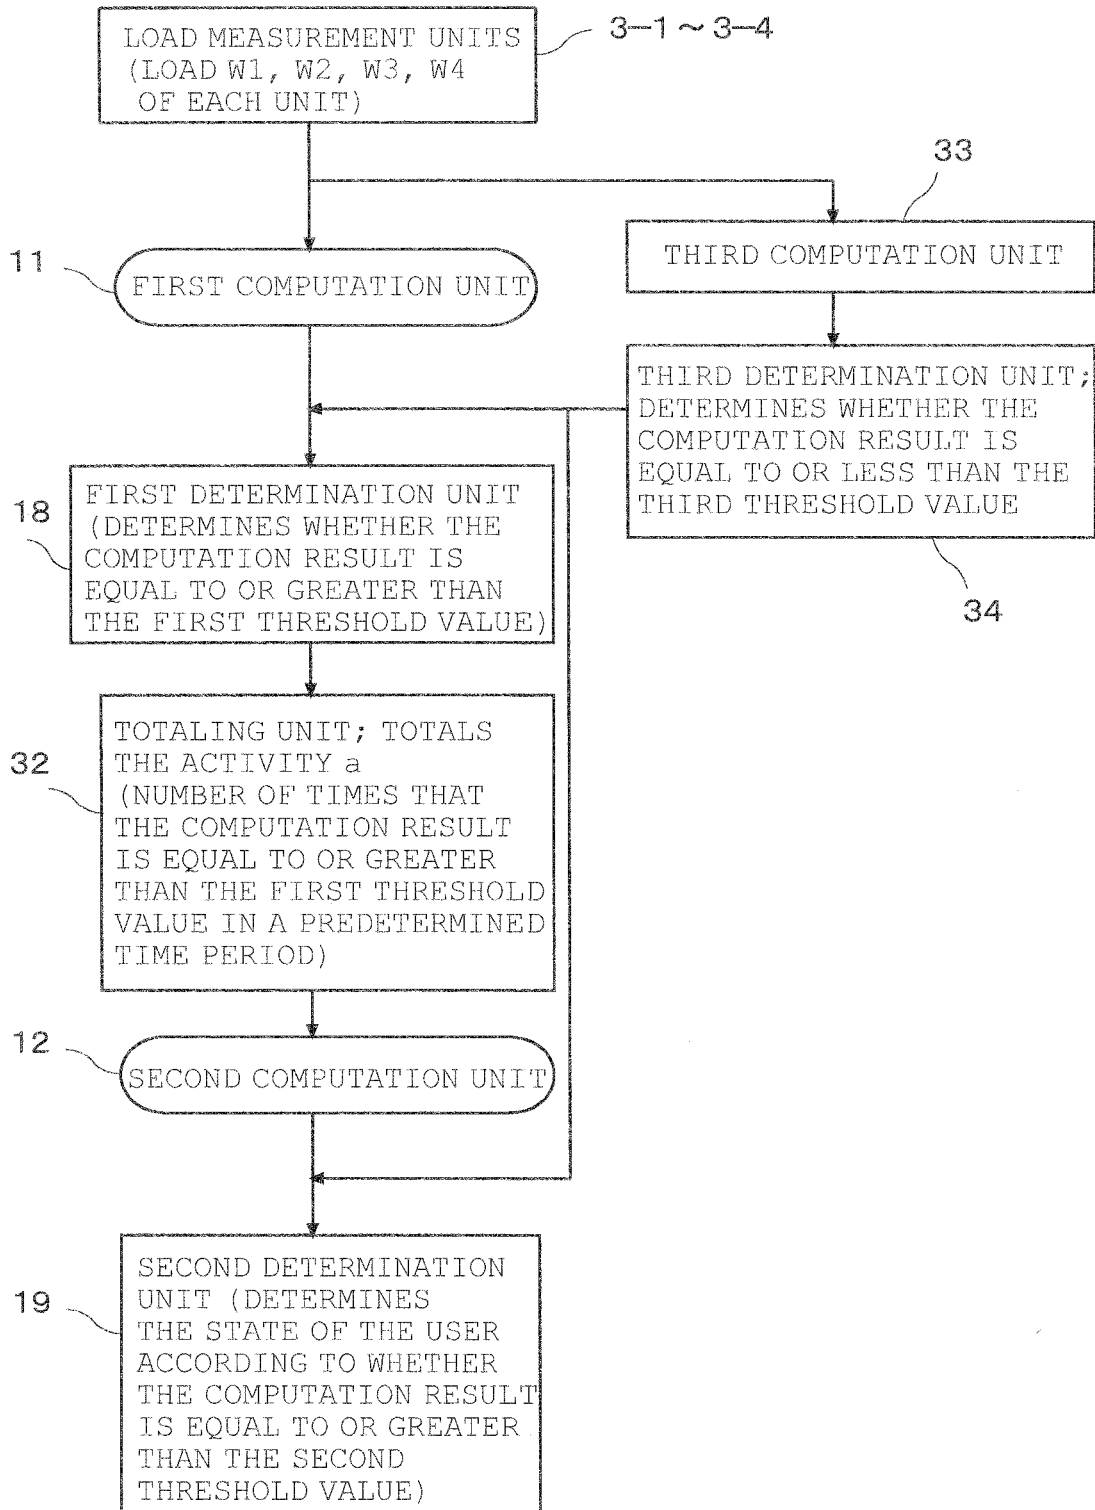 LOAD MEASUREMENT UNITS
(LOAD W1, W2, W3, W4
OF EACH UNIT)
3-1~3-4
33
THIRD COMPUTATION UNIT
11
FIRST COMPUTATION UNIT
THIRD DETERMINATION UNIT;
DETERMINES WHETHER THE
COMPUTATION RESULT IS
EQUAL TO OR LESS THAN THE
THIRD THRESHOLD VALUE
34
18
FIRST DETERMINATION UNIT
(DETERMINES WHETHER THE
COMPUTATION RESULT IS
EQUAL TO OR GREATER THAN
THE FIRST THRESHOLD VALUE)
32
TOTALING UNIT; TOTALS
THE ACTIVITY a
(NUMBER OF TIMES THAT
THE COMPUTATION RESULT
IS EQUAL TO OR GREATER
THAN THE FIRST THRESHOLD
VALUE IN A PREDETERMINED
TIME PERIOD)
12
SECOND COMPUTATION UNIT
19
SECOND DETERMINATION
UNIT (DETERMINES
THE STATE OF THE USER
ACCORDING TO WHETHER
THE COMPUTATION RESULT
IS EQUAL TO OR GREATER
THAN THE SECOND
THRESHOLD VALUE)